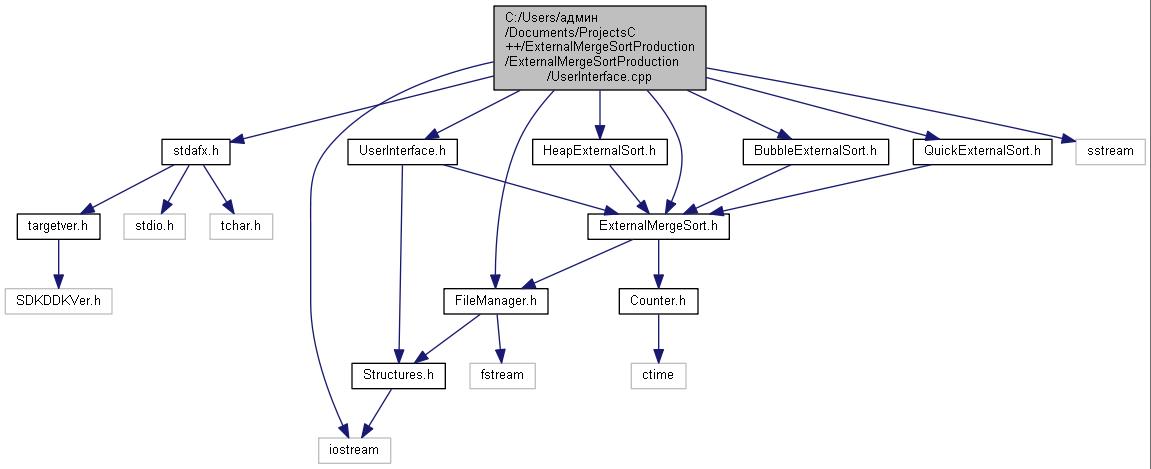 C:/Users/админ
/Documents/ProjectsC
++/ExternalMergeSortProduction
/ExternalMergeSortProduction
/UserInterface.cpp
stdafx.h
UserInterface.h
HeapExternalSort.h
BubbleExternalSort.h
QuickExternalSort.h
sstream
targetver.h
stdio.h
tchar.h
ExternalMergeSort.h
SDKDDKVer.h
FileManager.h
Counter.h
Structures.h
fstream
ctime
iostream